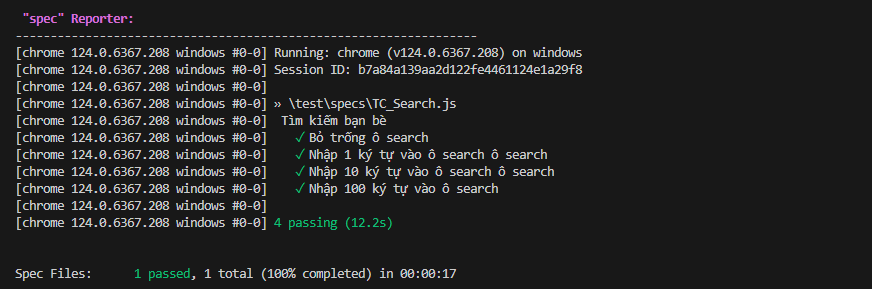 "spec" Reporter:
------------------------------------------------------------------
[chrome 124.0.6367.208 windows #0-0] Running: chrome (v124.0.6367.208) on windows
[chrome 124.0.6367.208 windows #0-0] Session ID: b7a84a139aa2d122fe4461124e1a29f8
[chrome 124.0.6367.208 windows #0-0]
[chrome 124.0.6367.208 windows #0-0] » \test\specs\TC_Search.js
[chrome 124.0.6367.208 windows #0-0] Tìm kiếm bạn bè
[chrome 124.0.6367.208 windows #0-0] ✓ Bỏ trống ô search
[chrome 124.0.6367.208 windows #0-0] ✓ Nhập 1 ký tự vào ô search ô search
[chrome 124.0.6367.208 windows #0-0] ✓ Nhập 10 ký tự vào ô search ô search
[chrome 124.0.6367.208 windows #0-0] ✓ Nhập 100 ký tự vào ô search
[chrome 124.0.6367.208 windows #0-0]
[chrome 124.0.6367.208 windows #0-0] 4 passing (12.2s)
Spec Files: 1 passed, 1 total (100% completed) in 00:00:17